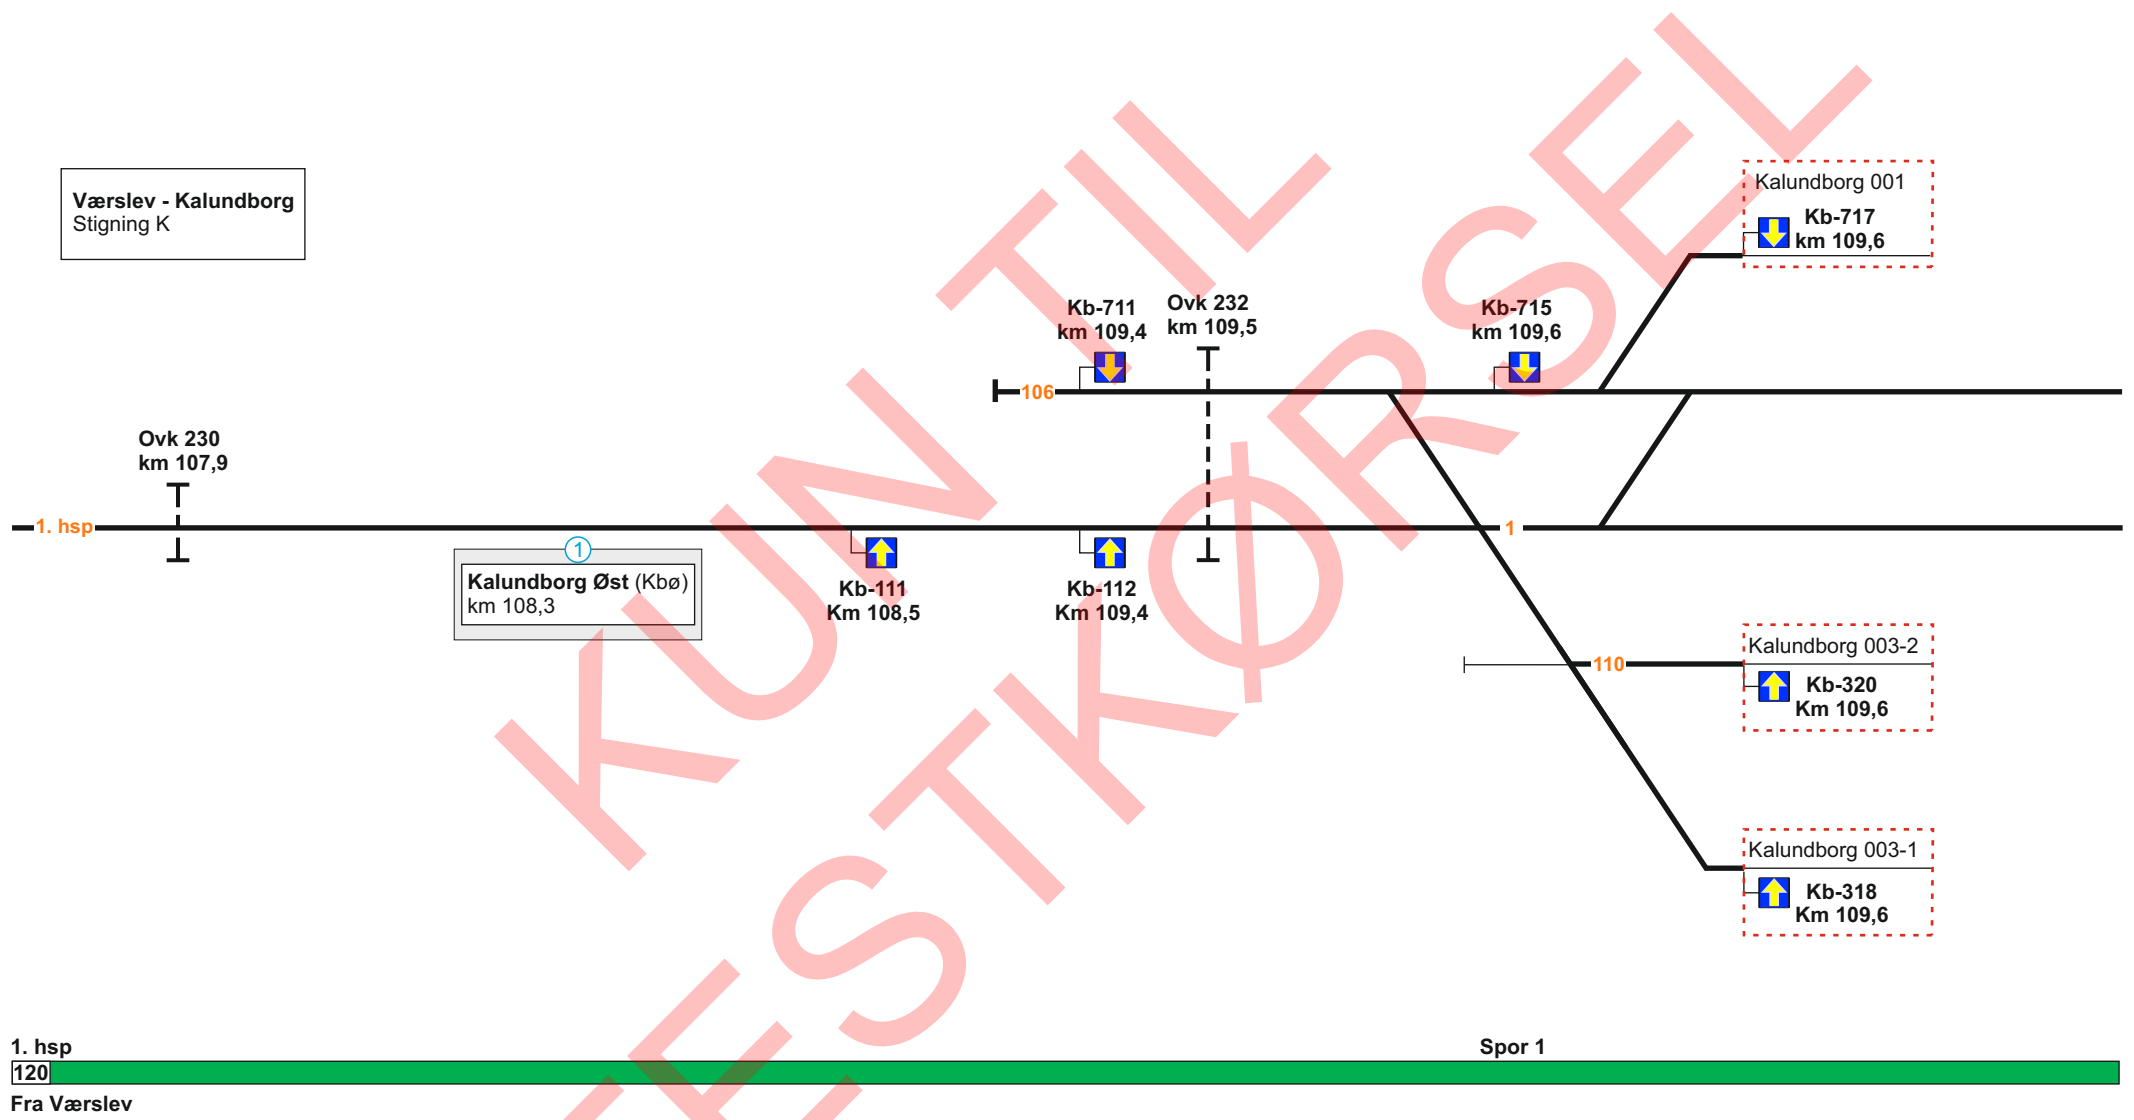 Værslev - Kalundborg
Stigning K
Kalundborg 001
Kb-717
km 109,6
Kb-711
km 109,4
Ovk 232
km 109,5
Kb-715
km 109,6
106
Ovk 230
km 107,9
1. hsp
1
1
Kalundborg Øst (Kbø)
km 108,3
Kb-111
Km 108,5
Kb-112
Km 109,4
110
Kalundborg 003-2
Kb-320
Km 109,6
Kalundborg 003-1
Kb-318
Km 109,6
KUN TIL
TESTKØRSEL
1. hsp
Spor 1
120
Fra Værslev